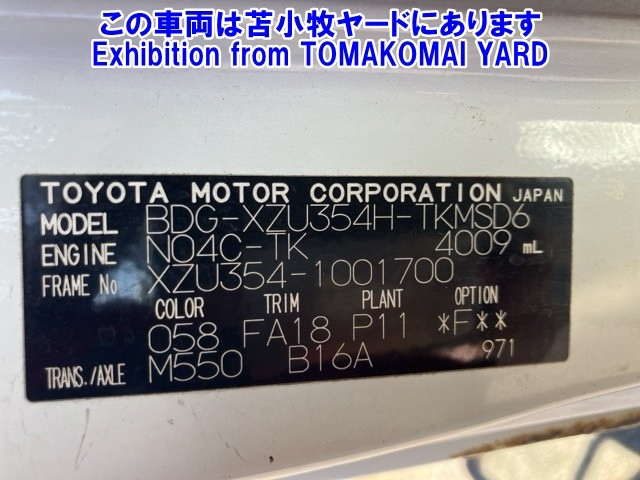 この車両は苫小牧ヤードにあります
Exhibition from TOMAKOMAI YARD
TOYOTA MOTOR CORPORATION JAPAN
MODEL BDG-XZU354H-TKMSD6
ENGINE N04C-TK 4009 mL
FRAME No XZU354-1001700
COLOR TRIM PLANT OPTION
058 FA18 P11 *F**
TRANS./AXLE M550 B16A 971